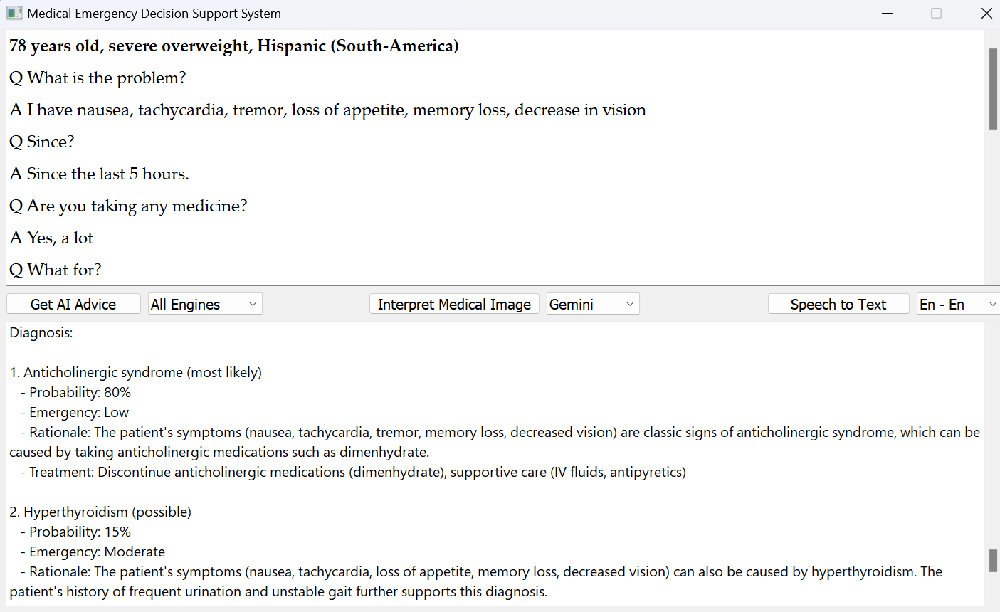 Medical Emergency Decision Support System
78 years old, severe overweight, Hispanic (South-America)
Q What is the problem?
A I have nausea, tachycardia, tremor, loss of appetite, memory loss, decrease in vision
Q Since?
A Since the last 5 hours.
Q Are you taking any medicine?
A Yes, a lot
Q What for?
Get AI Advice All Engines Interpret Medical Image Gemini Speech to Text En - En
Diagnosis:
1. Anticholinergic syndrome (most likely)
- Probability: 80%
- Emergency: Low
- Rationale: The patient's symptoms (nausea, tachycardia, tremor, memory loss, decreased vision) are classic signs of anticholinergic syndrome, which can be
caused by taking anticholinergic medications such as dimenhydrate.
- Treatment: Discontinue anticholinergic medications (dimenhydrate), supportive care (IV fluids, antipyretics)
2. Hyperthyroidism (possible)
- Probability: 15%
- Emergency: Moderate
- Rationale: The patient's symptoms (nausea, tachycardia, loss of appetite, memory loss, decreased vision) can also be caused by hyperthyroidism. The
patient's history of frequent urination and unstable gait further supports this diagnosis.